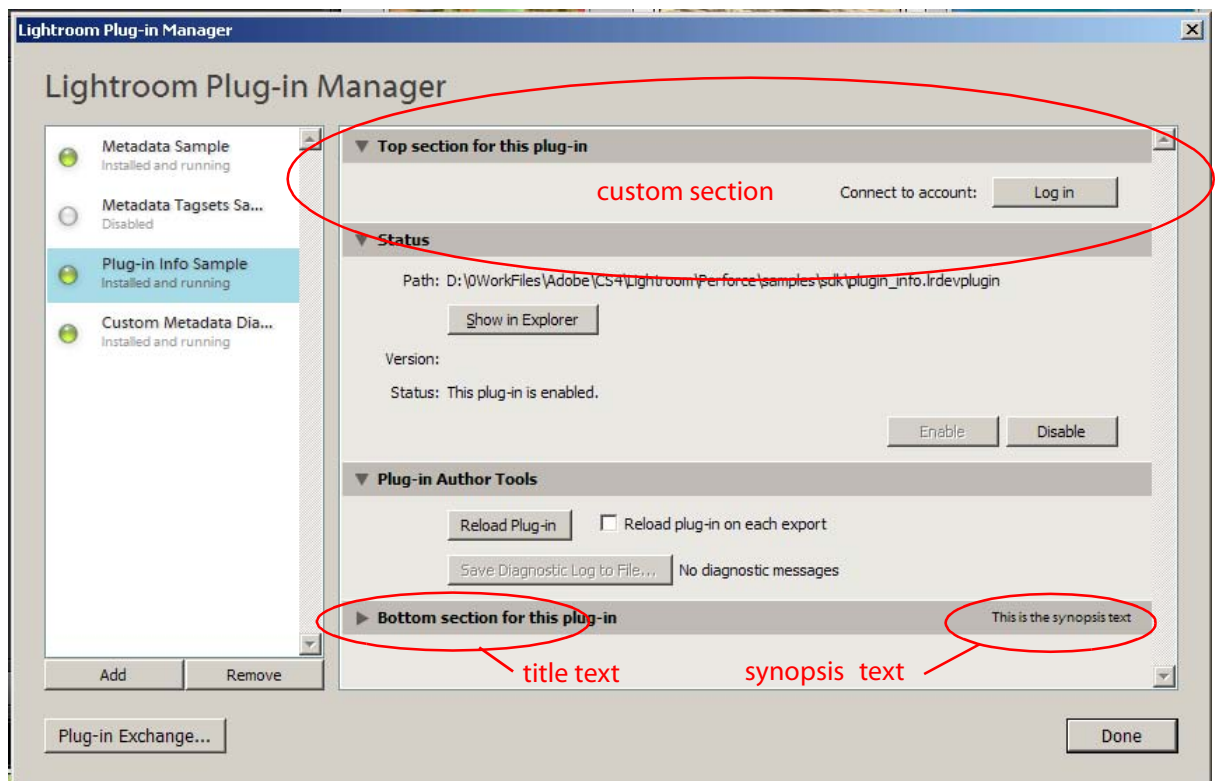 Lightroom Plug-in Manager
Lightroom Plug-in Manager
Metadata Sample
Installed and running
Metadata Tagsets Sa...
Disabled
Plug-in Info Sample
Installed and running
Custom Metadata Dia...
Installed and running
Add
Remove
Top section for this plug-in
custom section
Connect to account:
Log in
Status
Path: D:\0WorkFiles\Adobe\CS4\Lightroom\Perforce\samples\sdk\plugin_info.lrdevplugin
Show in Explorer
Version:
Status: This plug-in is enabled.
Enable
Disable
Plug-in Author Tools
Reload Plug-in
Reload plug-in on each export
Save Diagnostic Log to File...
No diagnostic messages
Bottom section for this plug-in
This is the synopsis text
title text
synopsis text
Plug-in Exchange...
Done